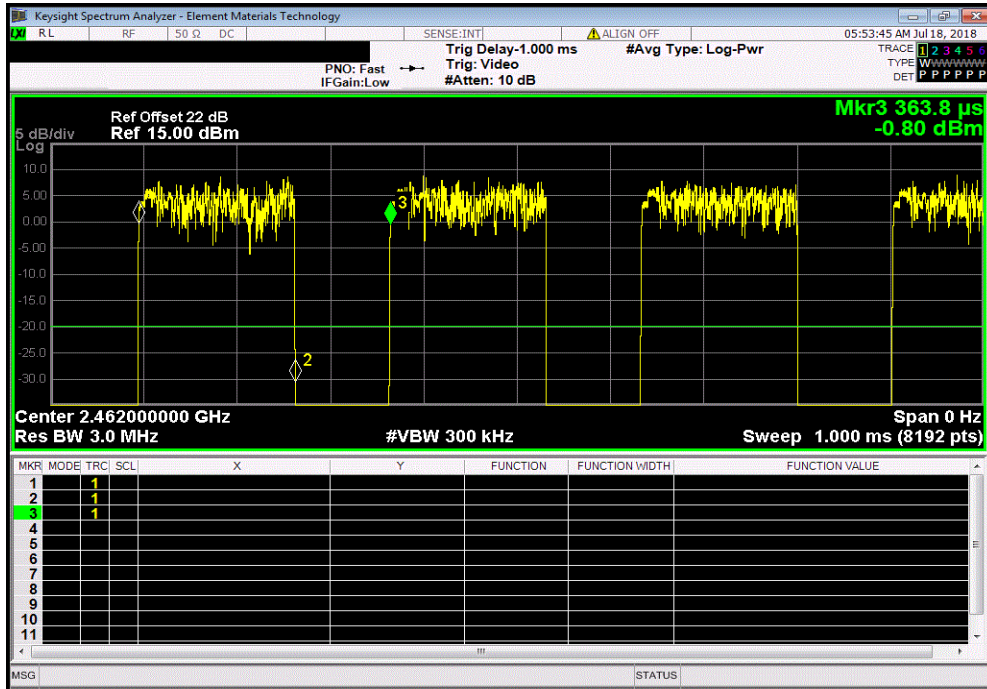 Keysight Spectrum Analyzer - Element Materials Technology
LXI RL RF 50 Ω DC SENSE:INT ALIGN OFF 05:53:45 AM Jul 18, 2018
Trig Delay-1.000 ms #Avg Type: Log-Pwr TRACE 1 2 3 4 5 6
PNO: Fast Trig: Video TYPE WWWWWW
IFGain:Low #Atten: 10 dB DET P P P P P P
Mkr3 363.8 µs
Ref Offset 22 dB
5 dB/div Ref 15.00 dBm -0.80 dBm
Log
10.0
5.00 3
0.00
-5.00
-10.0
-15.0
-20.0
-25.0 2
-30.0
Center 2.462000000 GHz Span 0 Hz
Res BW 3.0 MHz #VBW 300 kHz Sweep 1.000 ms (8192 pts)
MKR MODE TRC SCL X Y FUNCTION FUNCTION WIDTH FUNCTION VALUE
1 1
2 1
3 1
4
5
6
7
8
9
10
11
MSG STATUS